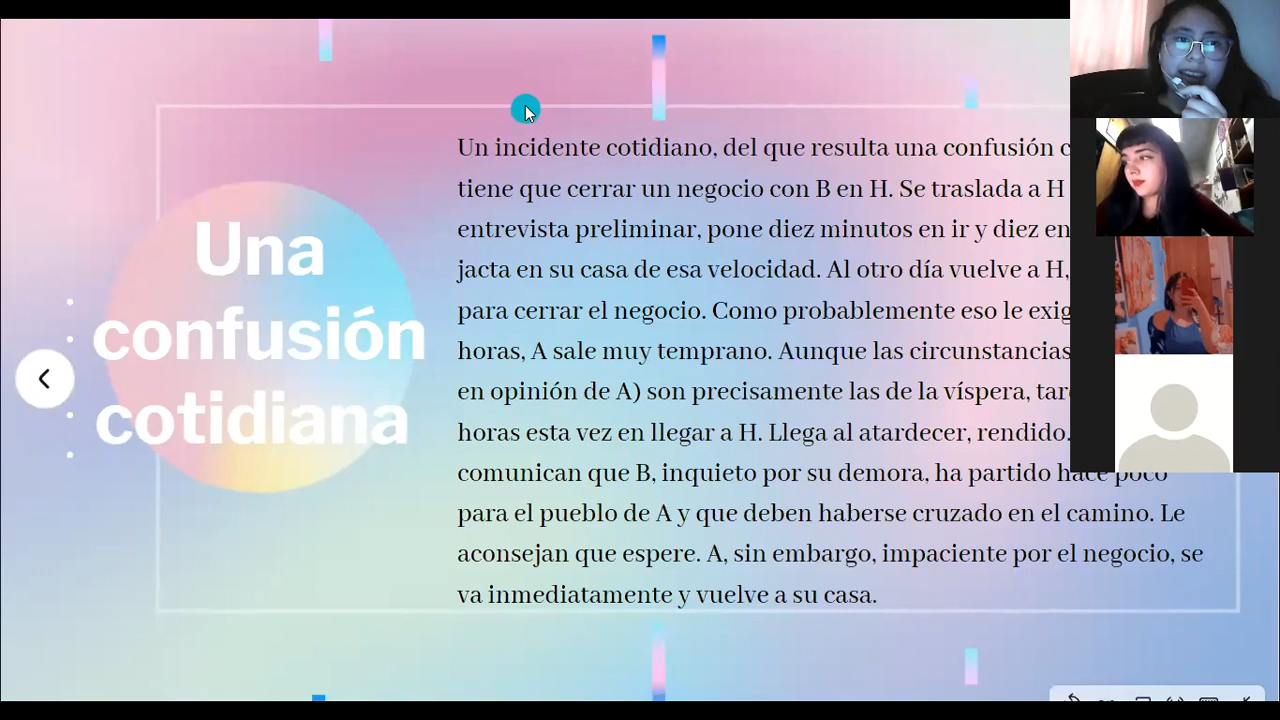 Una
confusión
cotidiana
Un incidente cotidiano, del que resulta una confusión
tiene que cerrar un negocio con B en H. Se traslada a H
entrevista preliminar, pone diez minutos en ir y diez en
jacta en su casa de esa velocidad. Al otro día vuelve a H,
para cerrar el negocio. Como probablemente eso le
horas, A sale muy temprano. Aunque las circunstancias
en opinión de A) son precisamente las de la víspera,
horas esta vez en llegar a H. Llega al atardecer, rendido.
comunican que B, inquieto por su demora, ha partido hace poco
para el pueblo de A y que deben haberse cruzado en el camino. Le
aconsejan que espere. A, sin embargo, impaciente por el negocio, se
va inmediatamente y vuelve a su casa.